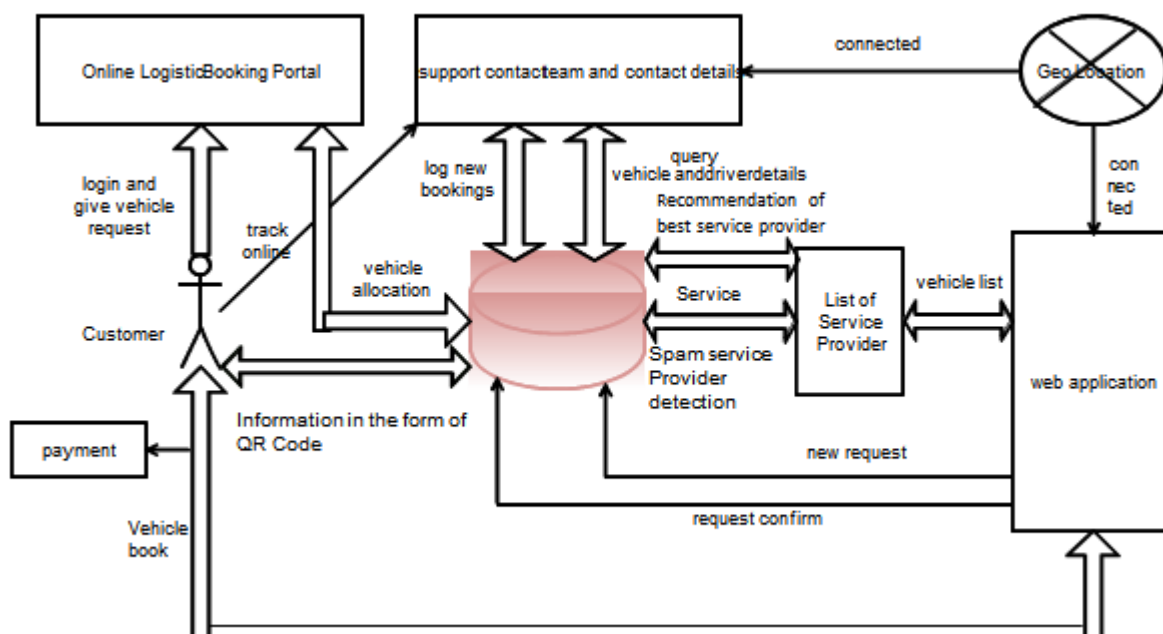 Online LogisticBooking Portal
support contactteam and contact details
connected
Geo Location
login and
give vehicle
request
track
online
log new
bookings
query
vehicle anddriverdetails
Recommendation of
best service provider
con
nec
ted
vehicle
allocation
Service
List of
Service
Provider
vehicle list
Customer
Spam service
Provider
detection
web application
Information in the form of
QR Code
payment
new request
request confirm
Vehicle
book